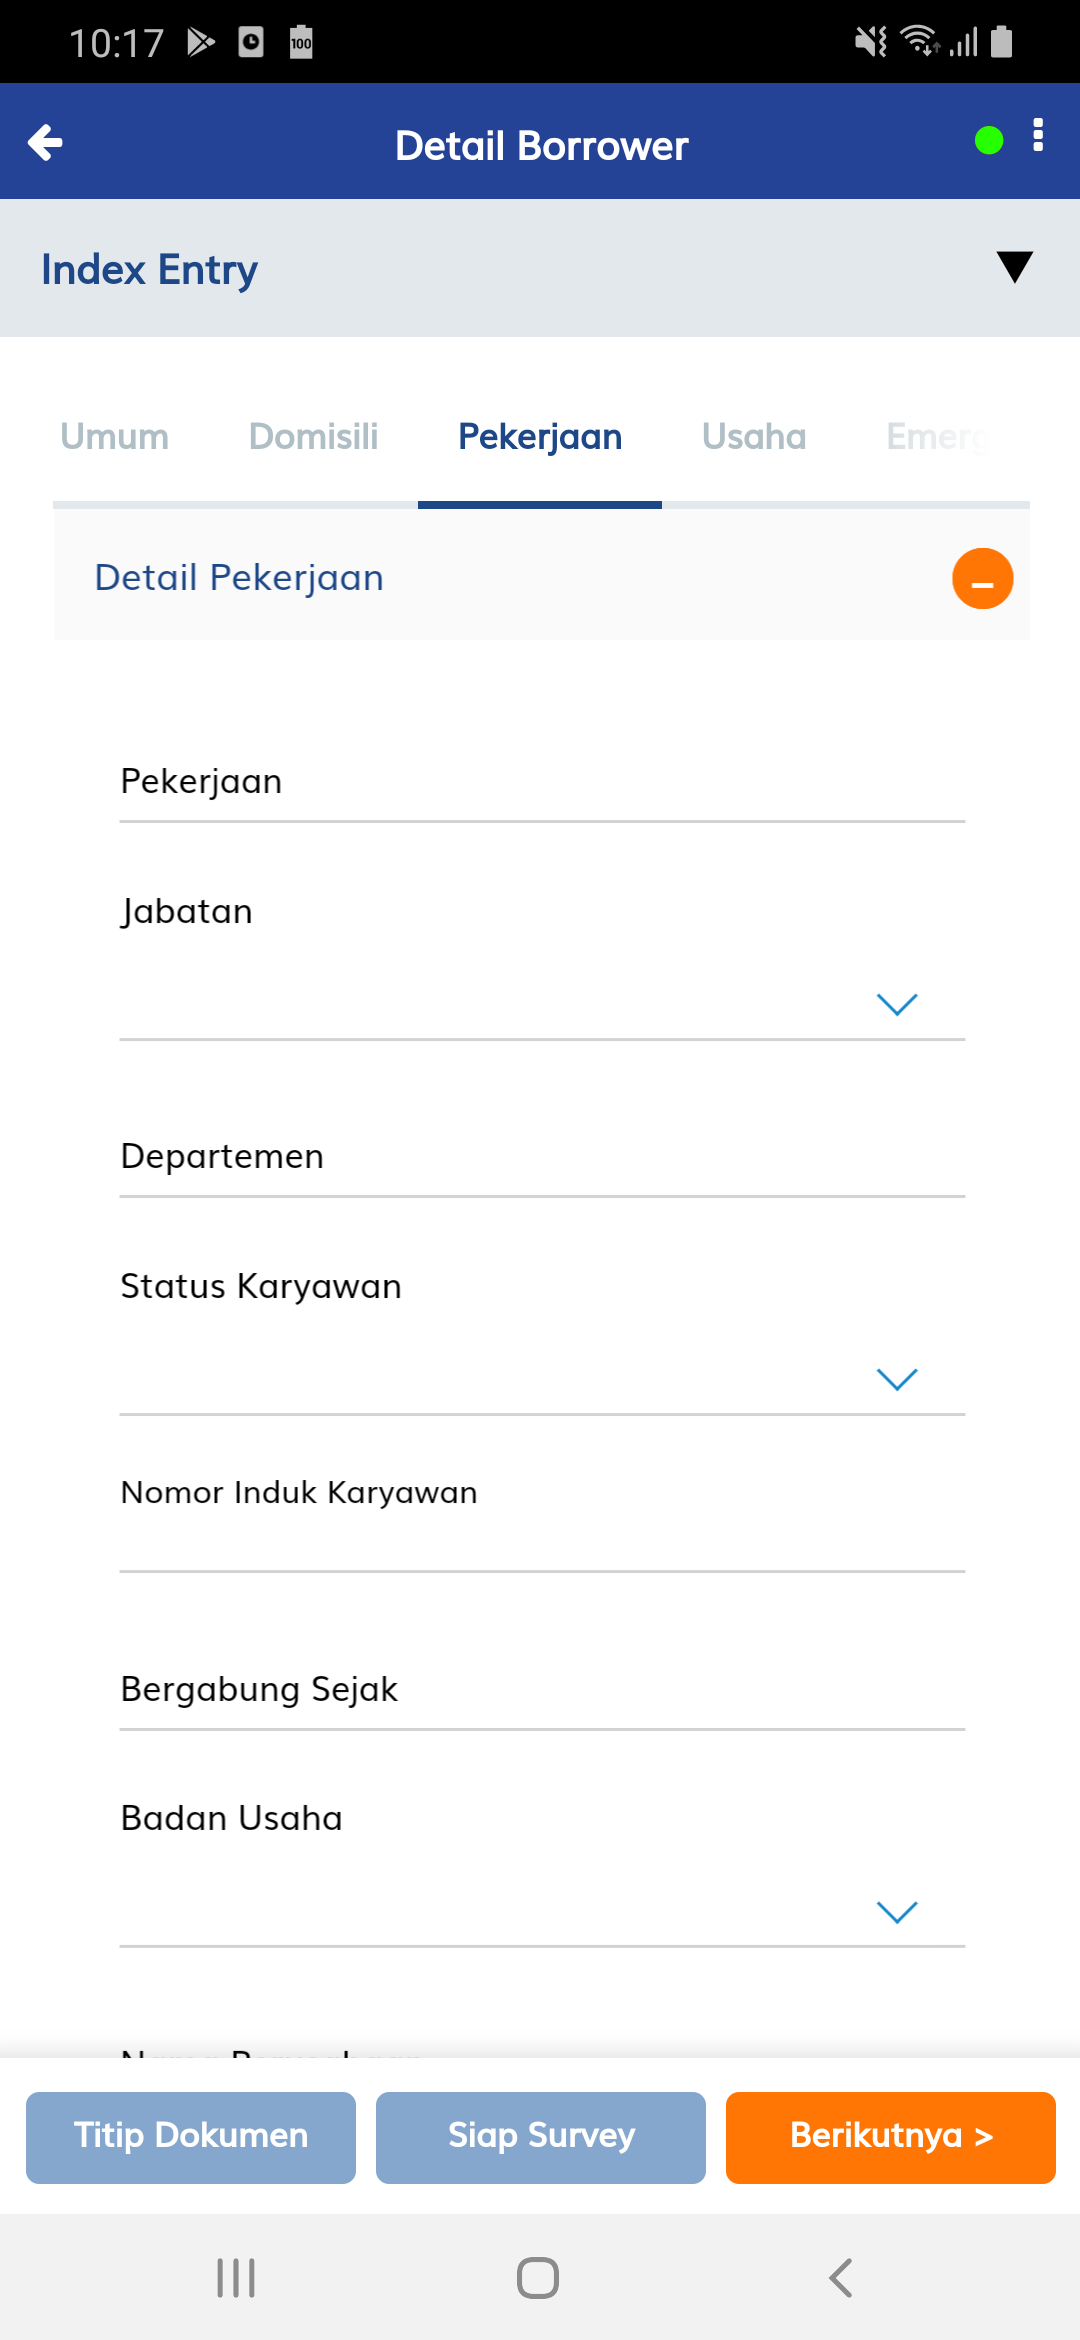 10:17
100
Detail Borrower
Index Entry
Umum Domisili Pekerjaan Usaha Emerg
Detail Pekerjaan
Pekerjaan
Jabatan
Departemen
Status Karyawan
Nomor Induk Karyawan
Bergabung Sejak
Badan Usaha
Titip Dokumen Siap Survey Berikutnya >